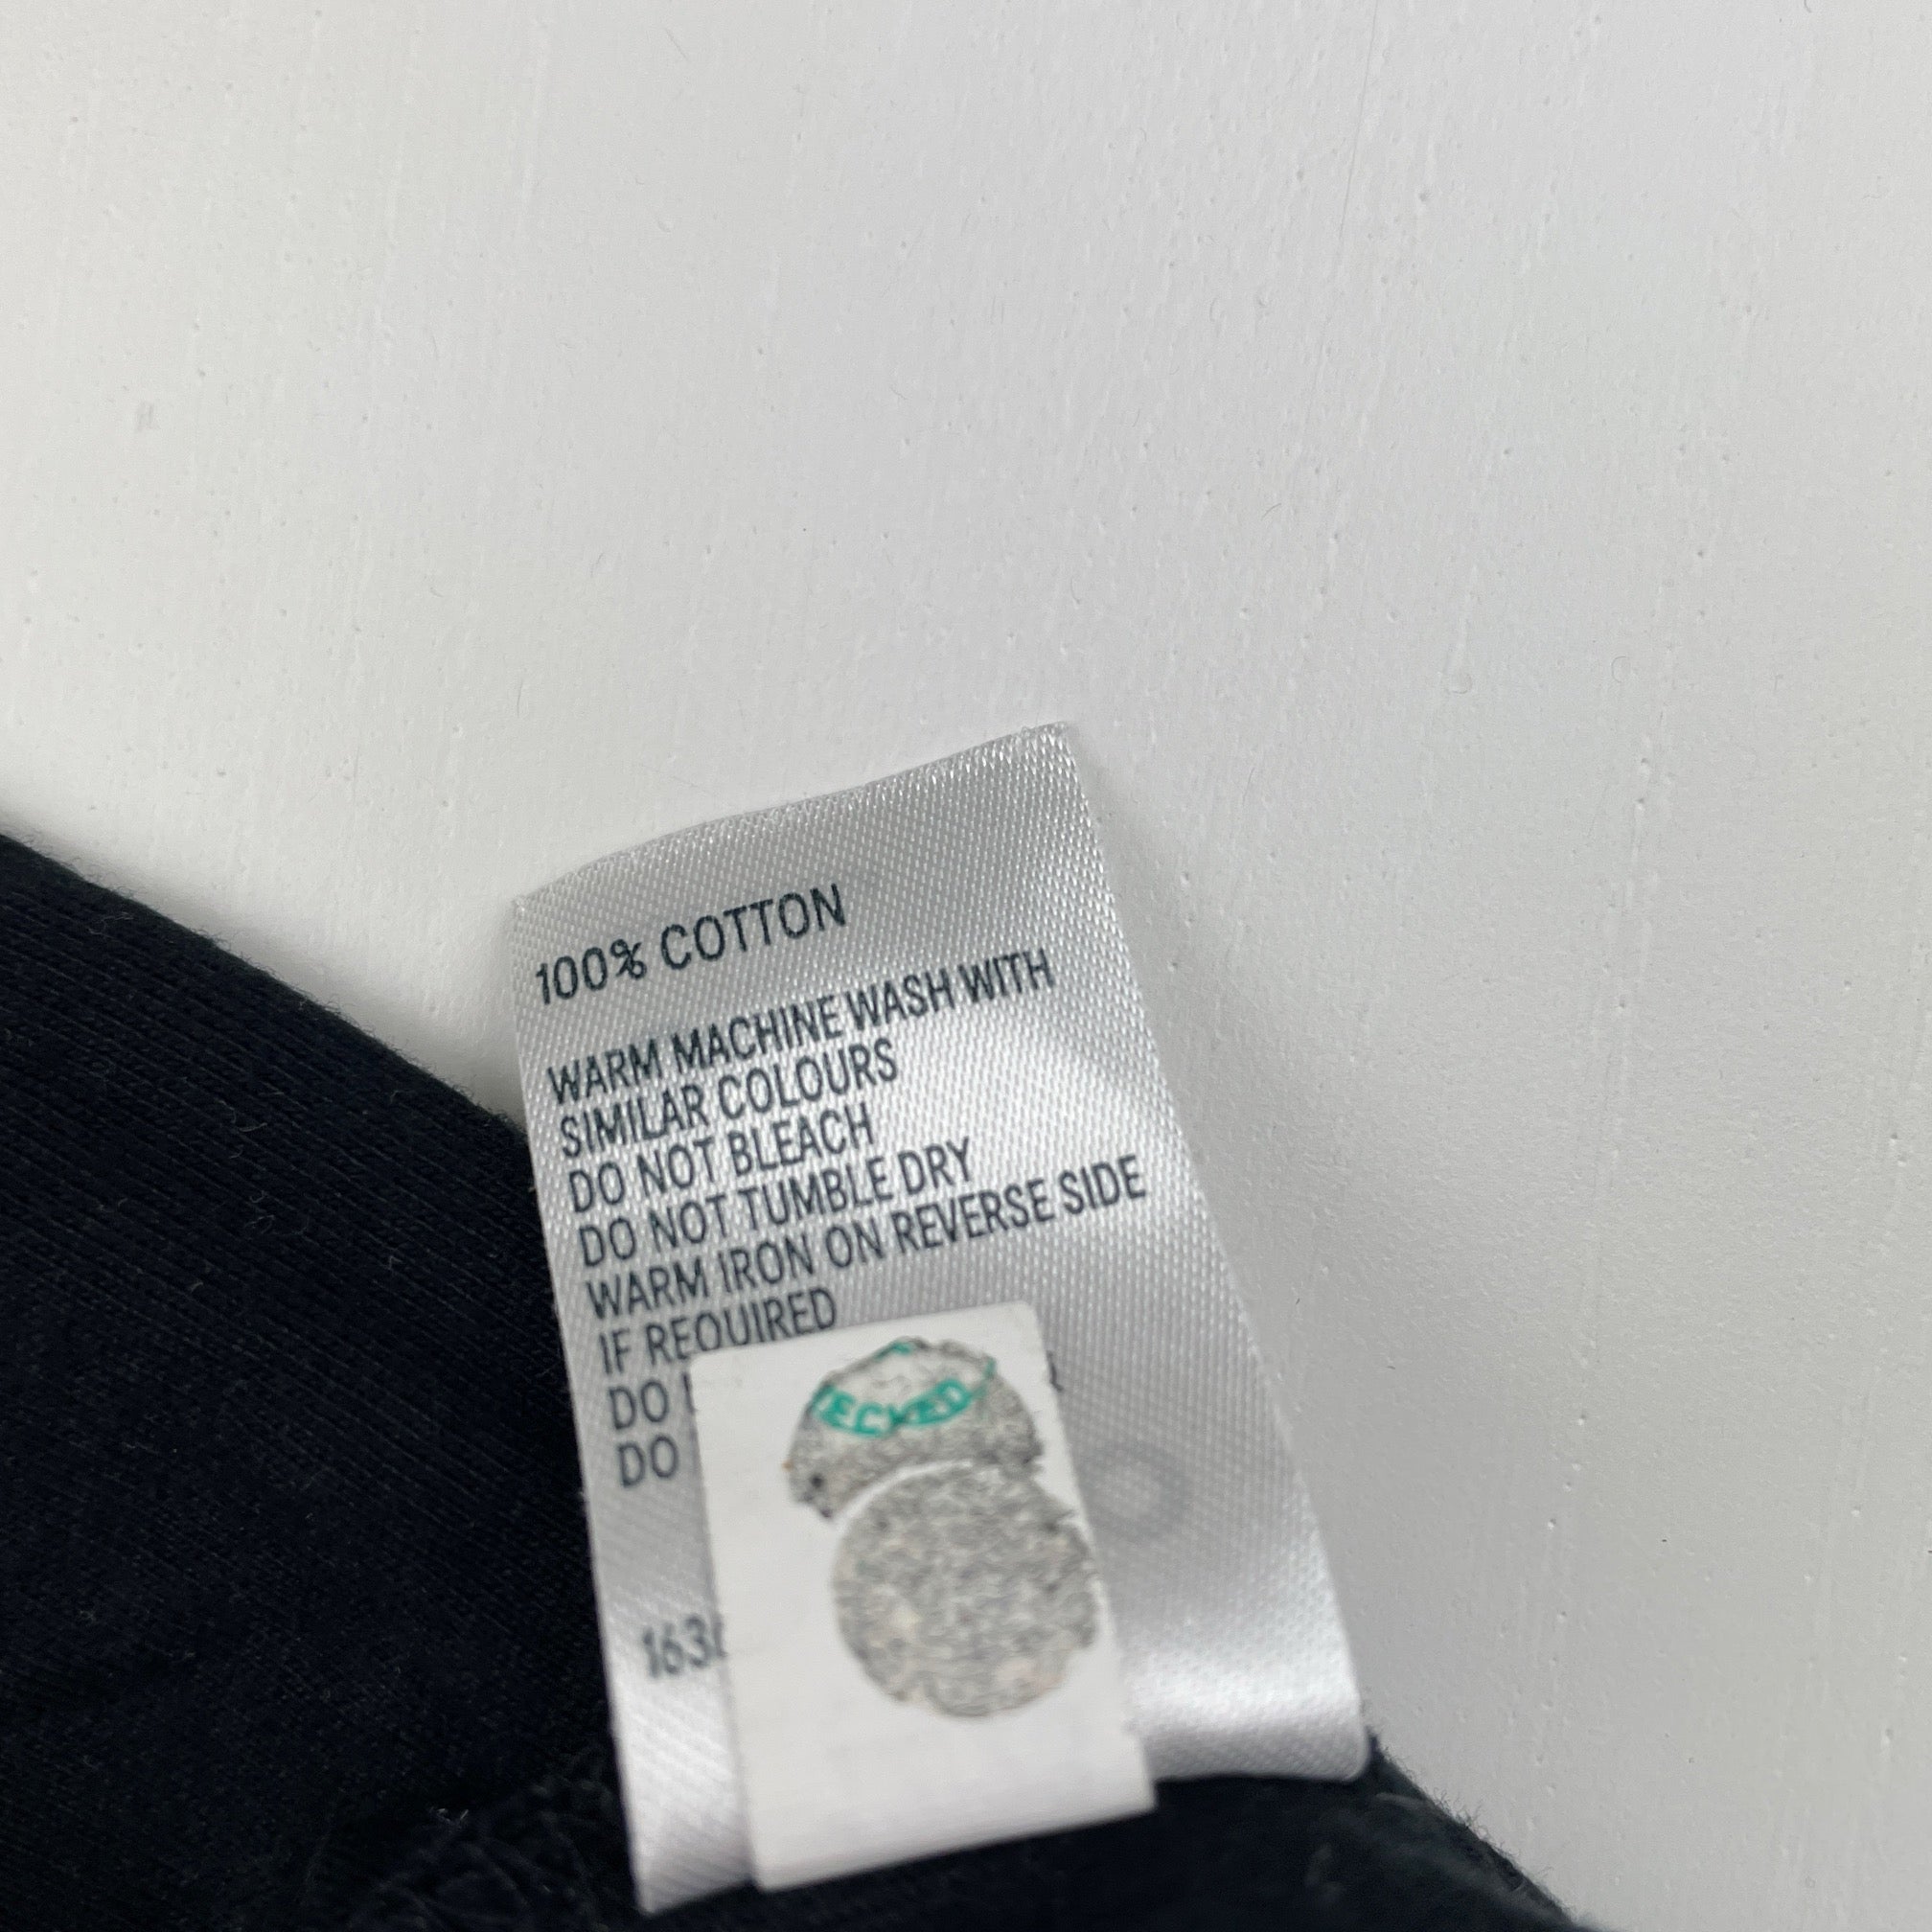 100% COTTON
WARM MACHINE WASH WITH
SIMILAR COLOURS
DO NOT BLEACH
DO NOT TUMBLE DRY
WARM IRON ON REVERSE SIDE
IF REQUIRED
DO
DO
ECKED